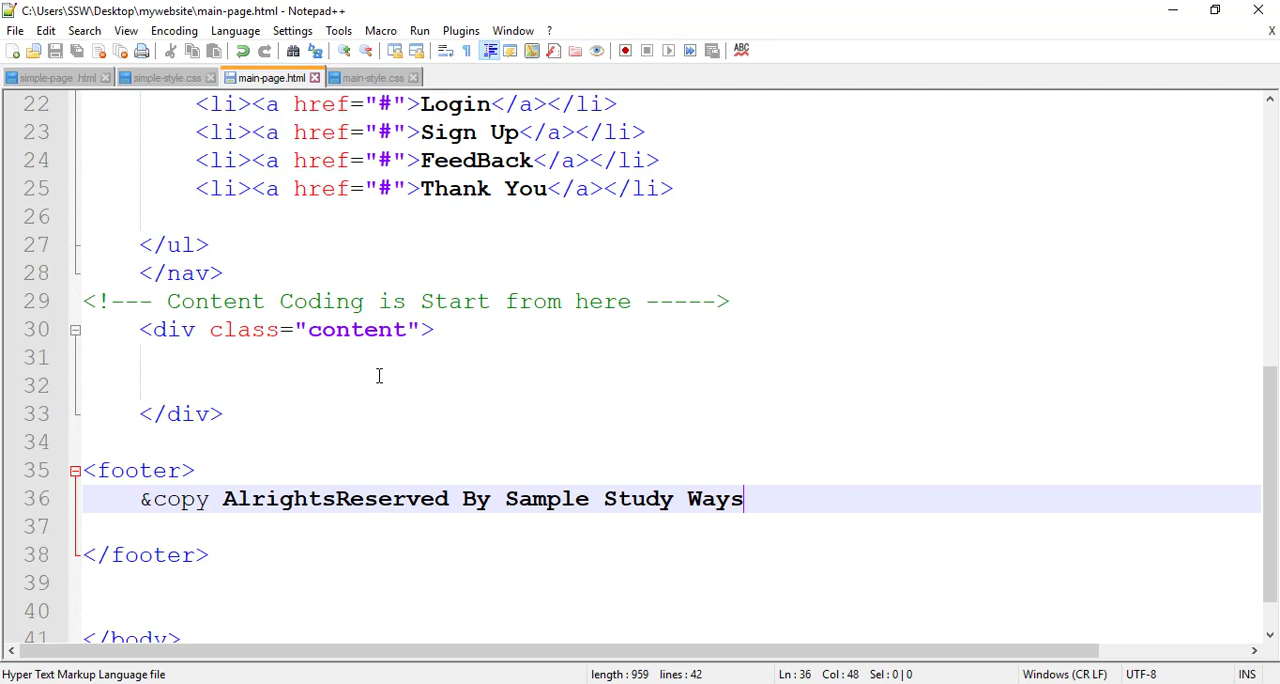 C:\Users\SSW\Desktop\mywebsite\main-page.html - Notepad++
File Edit Search View Encoding Language Settings Tools Macro Run Plugins Window ? X
simple-page .html simple-style.css main-page.html main-style.css
22 <li><a href="#">Login</a></li>
23 <li><a href="#">Sign Up</a></li>
24 <li><a href="#">FeedBack</a></li>
25 <li><a href="#">Thank You</a></li>
26
27 </ul>
28 </nav>
29 <!--- Content Coding is Start from here ----->
30 <div class="content">
31
32
33 </div>
34
35 <footer>
36 &copy AlrightsReserved By Sample Study Ways
37
38 </footer>
39
40
41 </body>
Hyper Text Markup Language file length : 959 lines : 42 Ln : 36 Col : 48 Sel : 0 | 0 Windows (CR LF) UTF-8 INS